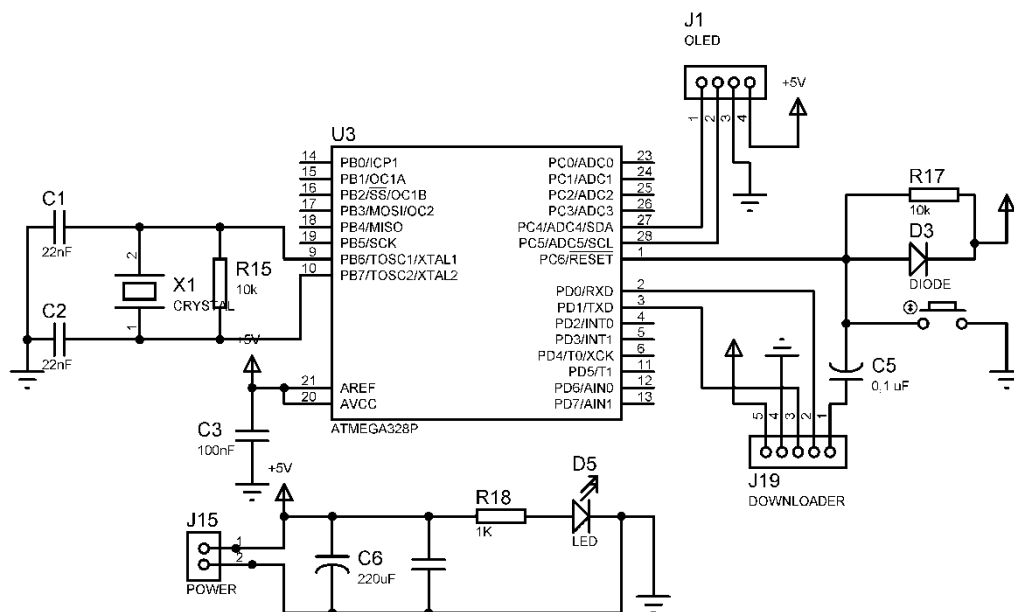 J1
OLED
+5V
1
2
3
4
U3
14
PB0/ICP1
15
PB1/OC1A
16
PB2/SS/OC1B
17
PB3/MOSI/OC2
18
PB4/MISO
19
PB5/SCK
9
PB6/TOSC1/XTAL1
10
PB7/TOSC2/XTAL2
21
AREF
20
AVCC
PC0/ADC0
23
PC1/ADC1
24
PC2/ADC2
25
PC3/ADC3
26
PC4/ADC4/SDA
27
PC5/ADC5/SCL
28
PC6/RESET
1
PD0/RXD
2
PD1/TXD
3
PD2/INT0
4
PD3/INT1
5
PD4/T0/XCK
6
PD5/T1
11
PD6/AIN0
12
PD7/AIN1
13
ATMEGA328P
C1
22nF
C2
22nF
2
X1
CRYSTAL
1
R15
10k
+5V
C3
100nF
R17
10k
D3
DIODE
C5
0,1 uF
5
4
3
2
1
J19
DOWNLOADER
+5V
J15
1
2
POWER
C6
220uF
R18
1K
D5
LED